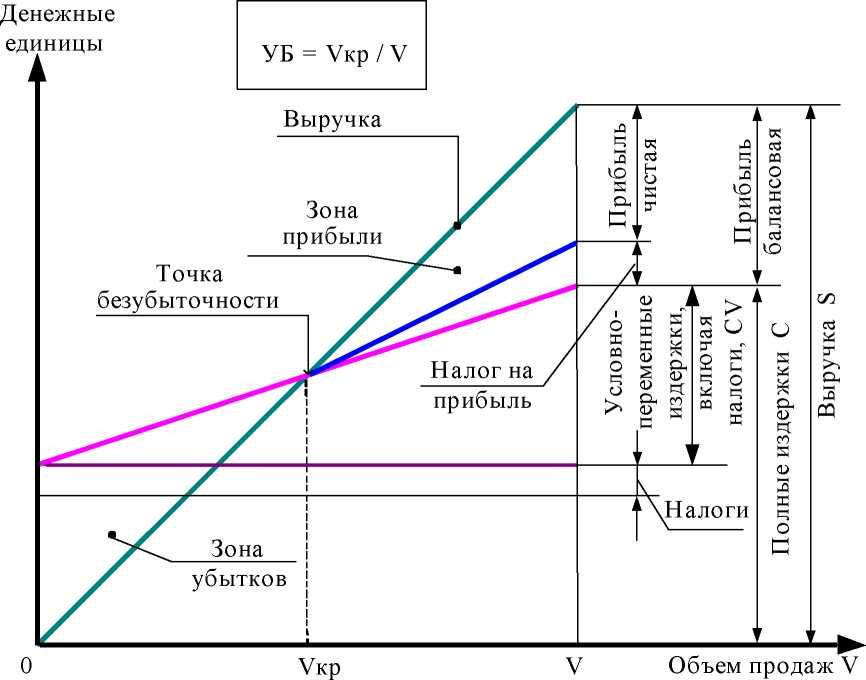 Денежные
единицы
УБ = Vкр / V
Выручка
Зона
прибыли
Точка
безубыточности
Налог на
прибыль
Зона
убытков
Налоги
Прибыль
чистая
Прибыль
балансовая
Условно-
переменные
издержки,
включая
налоги, CV
Полные издержки C
Выручка S
0
Vкр
V
Объем продаж V